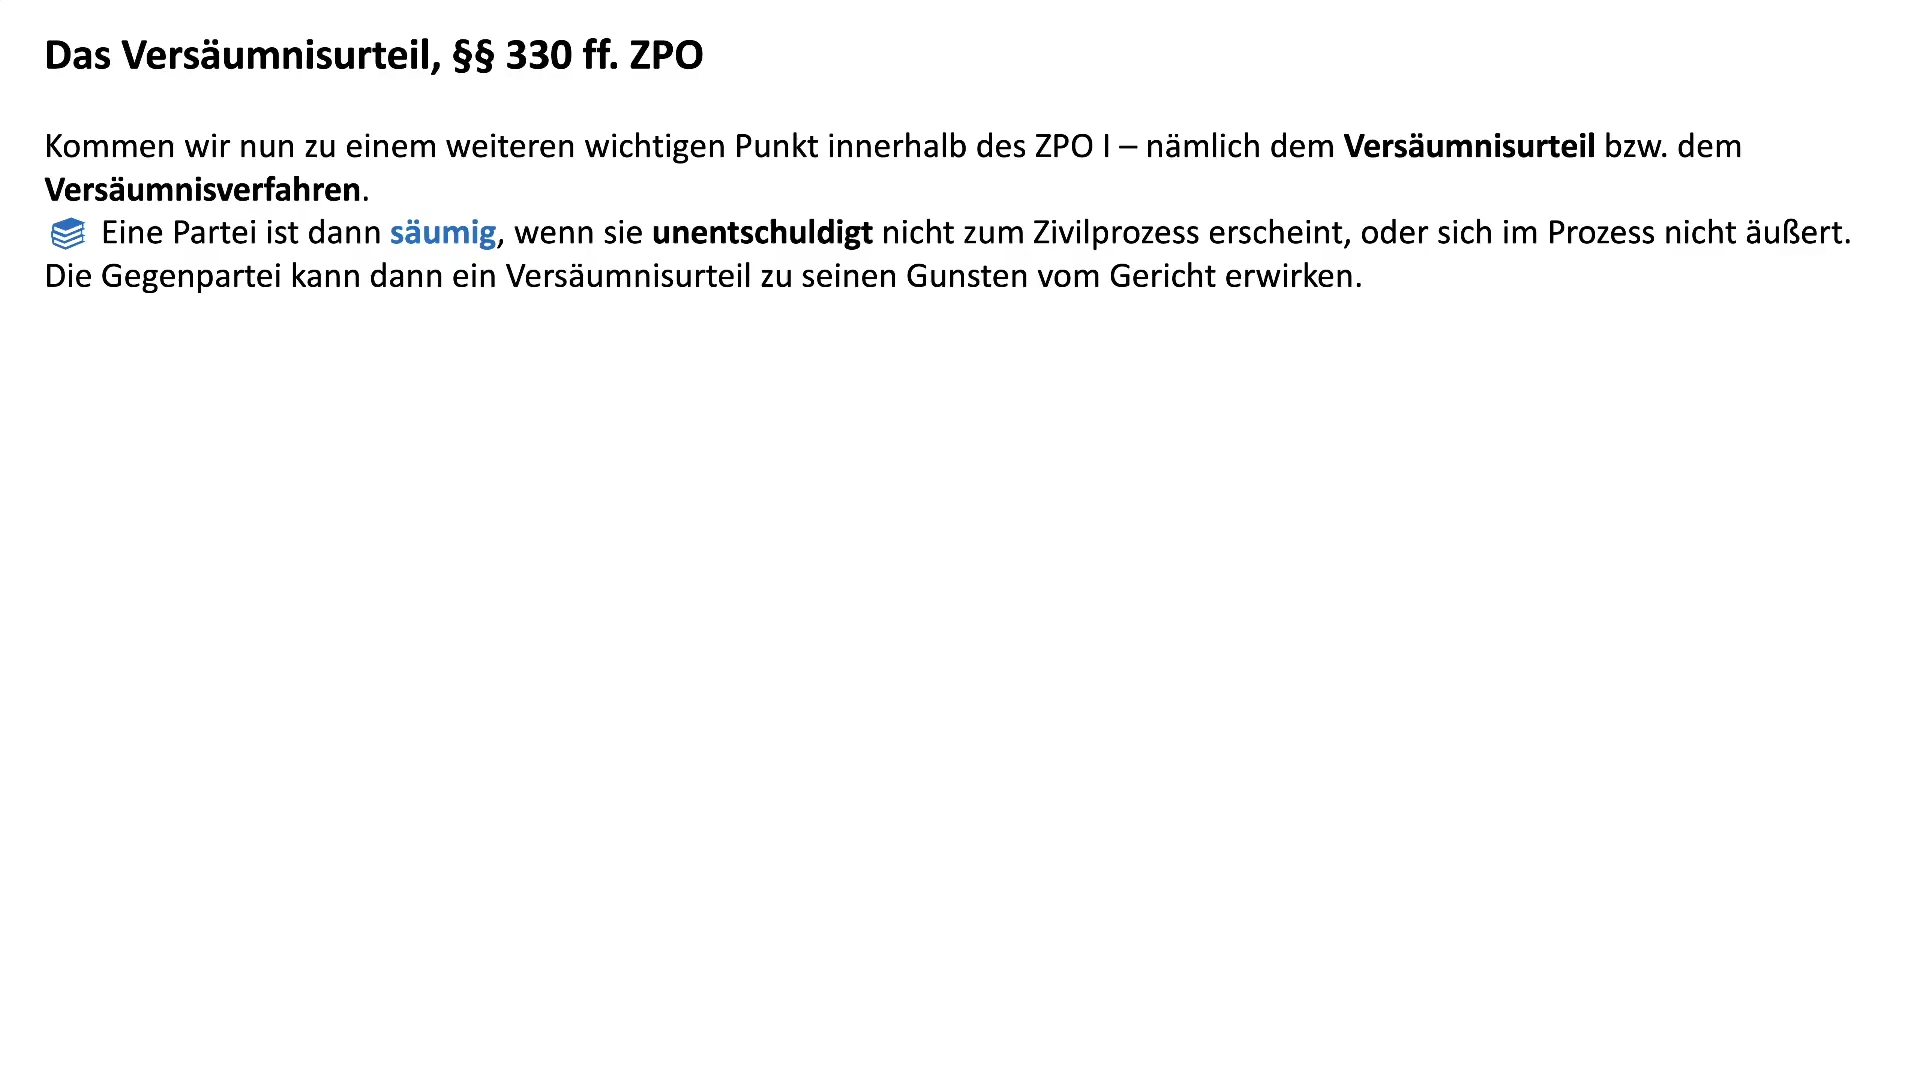 Das Versäumnisurteil, §§ 330 ff. ZPO
Kommen wir nun zu einem weiteren wichtigen Punkt innerhalb des ZPO I – nämlich dem Versäumnisurteil bzw. dem
Versäumnisverfahren.
Eine Partei ist dann säumig, wenn sie unentschuldigt nicht zum Zivilprozess erscheint, oder sich im Prozess nicht äußert.
Die Gegenpartei kann dann ein Versäumnisurteil zu seinen Gunsten vom Gericht erwirken.